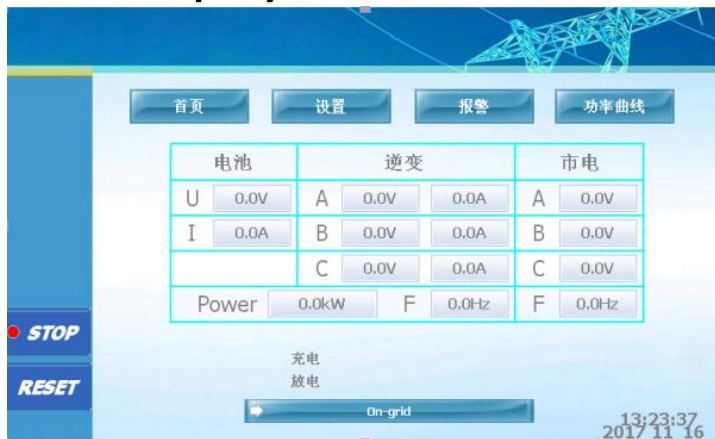 首页 设置 报警 功率曲线
电池 逆变 市电
U 0.0V A 0.0V 0.0A A 0.0V
I 0.0A B 0.0V 0.0A B 0.0V
C 0.0V 0.0A C 0.0V
Power 0.0kW F 0.0Hz F 0.0Hz
STOP
充电
放电
RESET
On-grid
13:23:37
2017 11 16